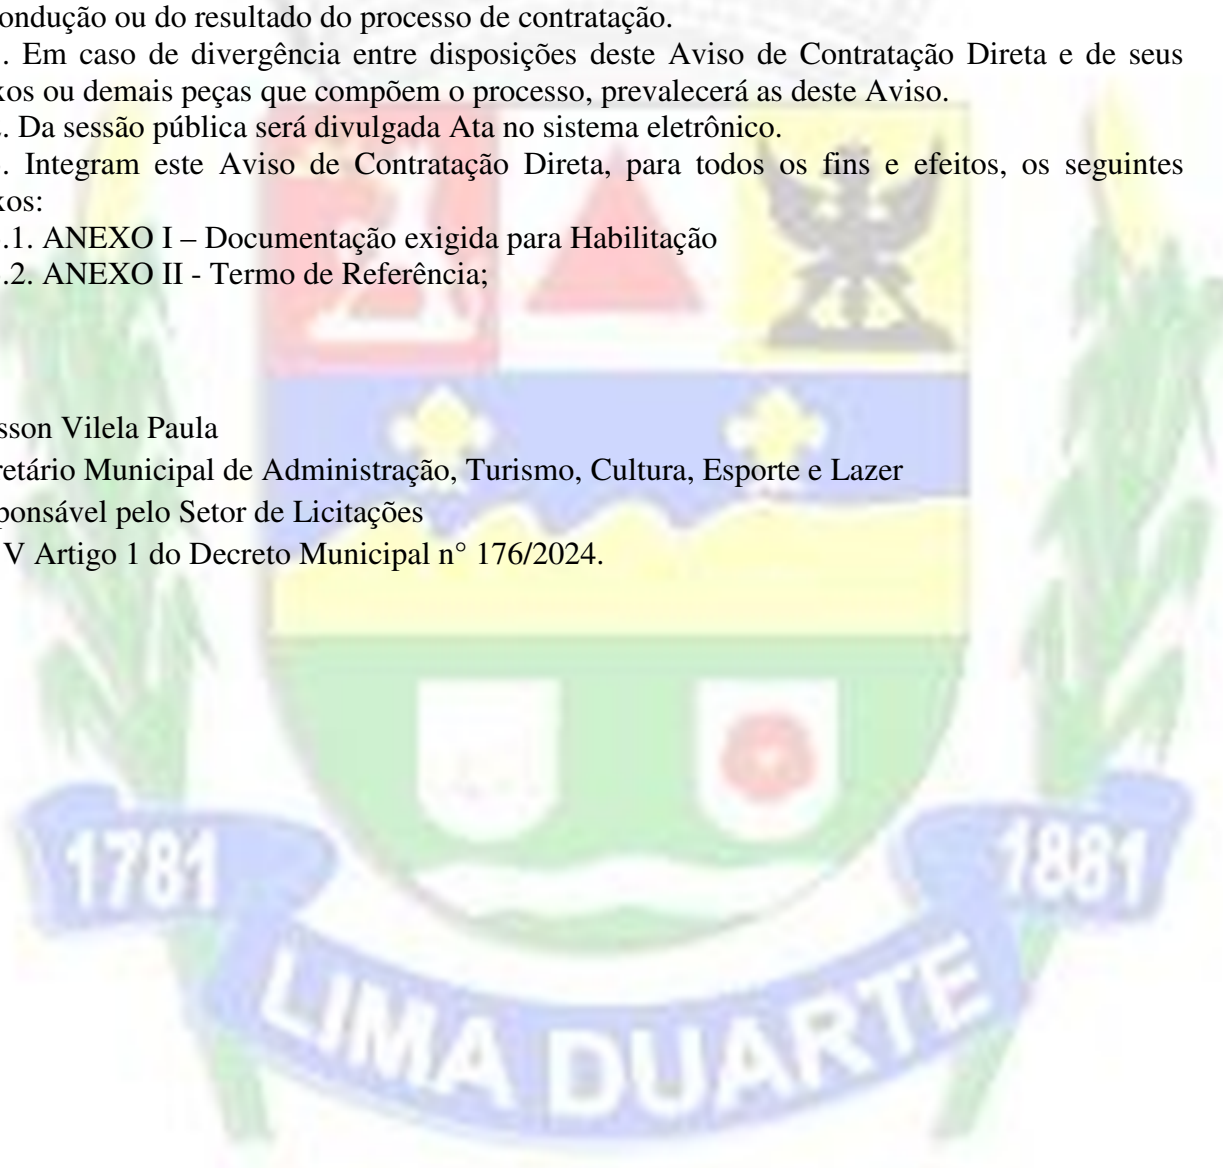 ondução ou do resultado do processo de contratação.
. Em caso de divergência entre disposições deste Aviso de Contratação Direta e de seus
xos ou demais peças que compõem o processo, prevalecerá as deste Aviso.
. Da sessão pública será divulgada Ata no sistema eletrônico.
. Integram este Aviso de Contratação Direta, para todos os fins e efeitos, os seguintes
xos:
.1. ANEXO I – Documentação exigida para Habilitação
.2. ANEXO II - Termo de Referência;
sson Vilela Paula
retário Municipal de Administração, Turismo, Cultura, Esporte e Lazer
ponsável pelo Setor de Licitações
V Artigo 1 do Decreto Municipal n° 176/2024.
1781
1881
LIMA DUARTE